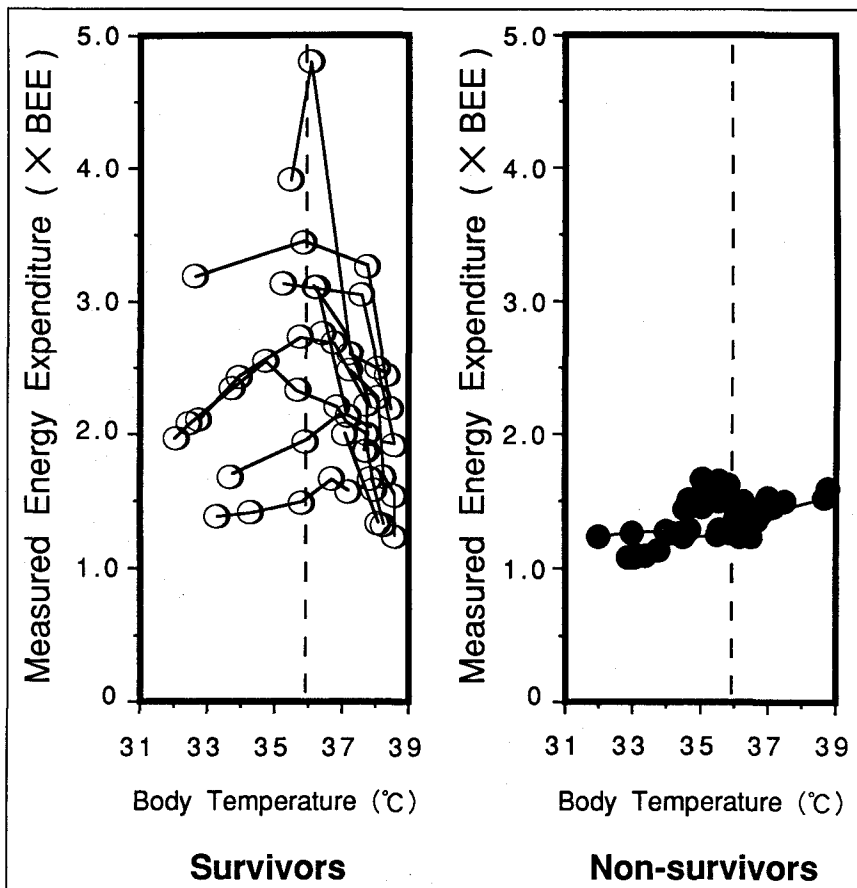 Measured Energy Expenditure (× BEE)
5.0
4.0
3.0
2.0
1.0
0
31 33 35 37 39
Body Temperature (℃)
Survivors
Measured Energy Expenditure (× BEE)
5.0
4.0
3.0
2.0
1.0
0
31 33 35 37 39
Body Temperature (℃)
Non-survivors